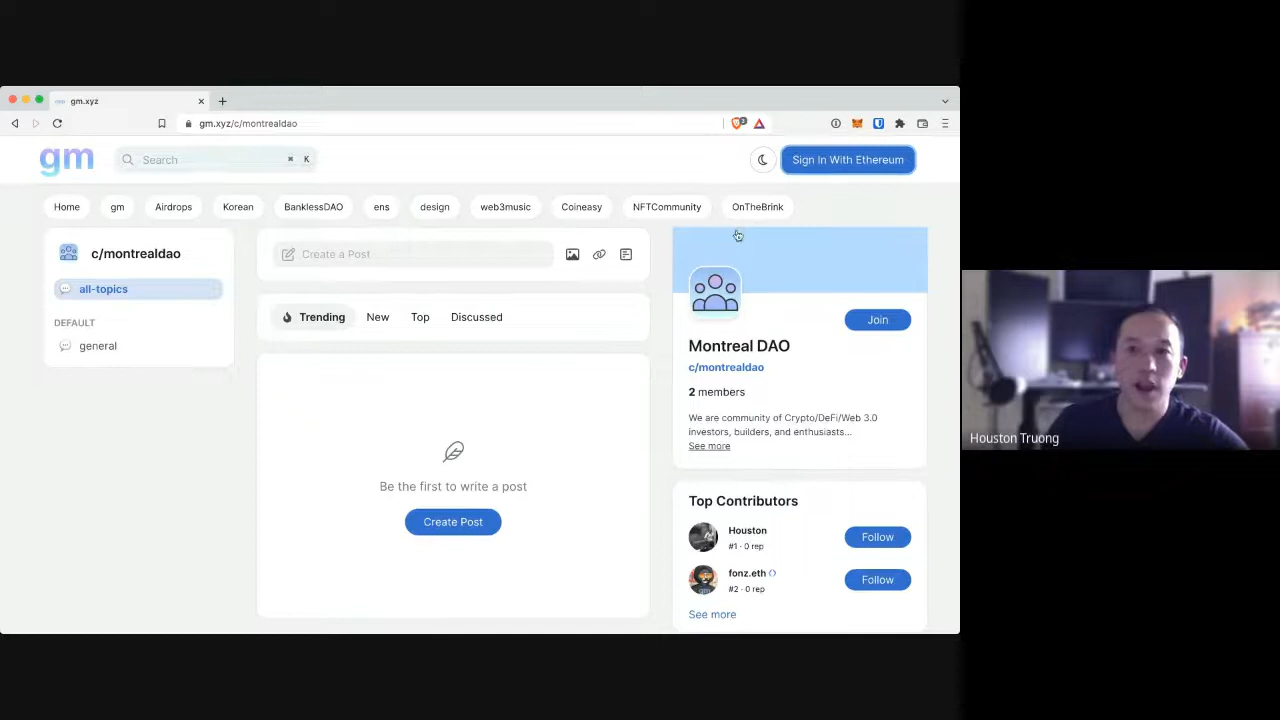 gm.xyz
gm.xyz/c/montrealdao
3
gm
Search
⌘ K
Sign In With Ethereum
Home
gm
Airdrops
Korean
BanklessDAO
ens
design
web3music
Coineasy
NFTCommunity
OnTheBrink
c/montrealdao
all-topics
DEFAULT
general
Create a Post
Trending
New
Top
Discussed
Be the first to write a post
Create Post
Join
Montreal DAO
c/montrealdao
2 members
We are community of Crypto/DeFi/Web 3.0
investors, builders, and enthusiasts...
See more
Top Contributors
Houston
#1 · 0 rep
Follow
fonz.eth
#2 · 0 rep
Follow
See more
Houston Truong